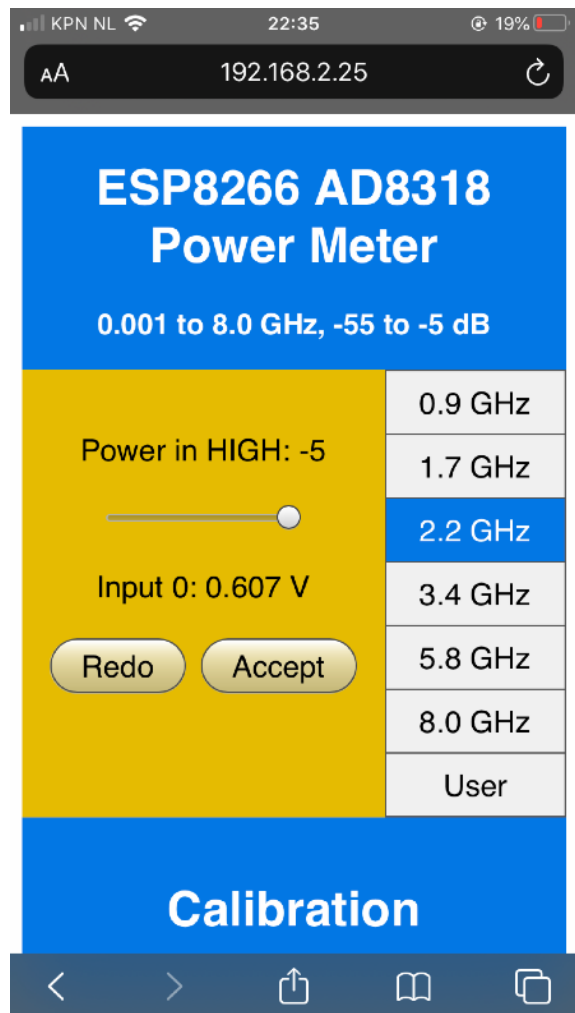 KPN NL 22:35 19%
AA 192.168.2.25
ESP8266 AD8318
Power Meter
0.001 to 8.0 GHz, -55 to -5 dB
Power in HIGH: -5
Input 0: 0.607 V
Redo Accept
0.9 GHz
1.7 GHz
2.2 GHz
3.4 GHz
5.8 GHz
8.0 GHz
User
Calibration